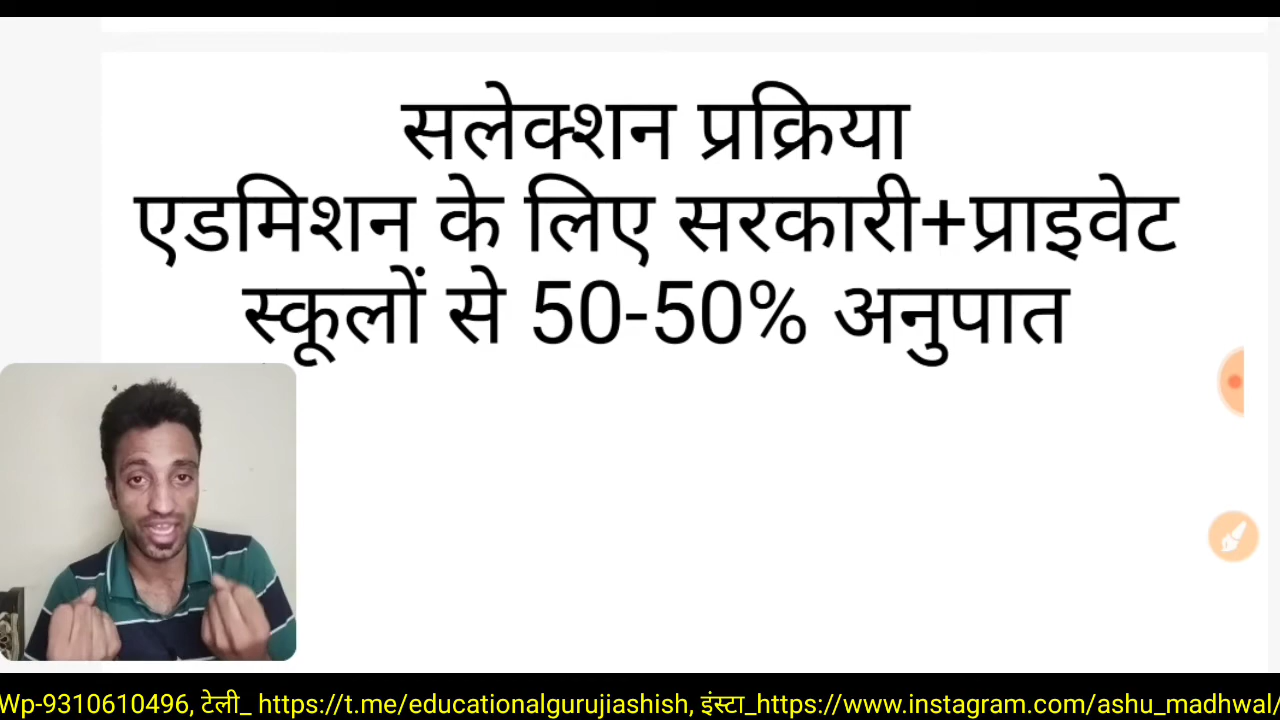 सलेक्शन प्रक्रिया
एडमिशन के लिए सरकारी+प्राइवेट
स्कूलों से 50-50% अनुपात
Wp-9310610496, टेली_ https://t.me/educationalgurujiashish, इंस्टा_https://www.instagram.com/ashu_madhwal/